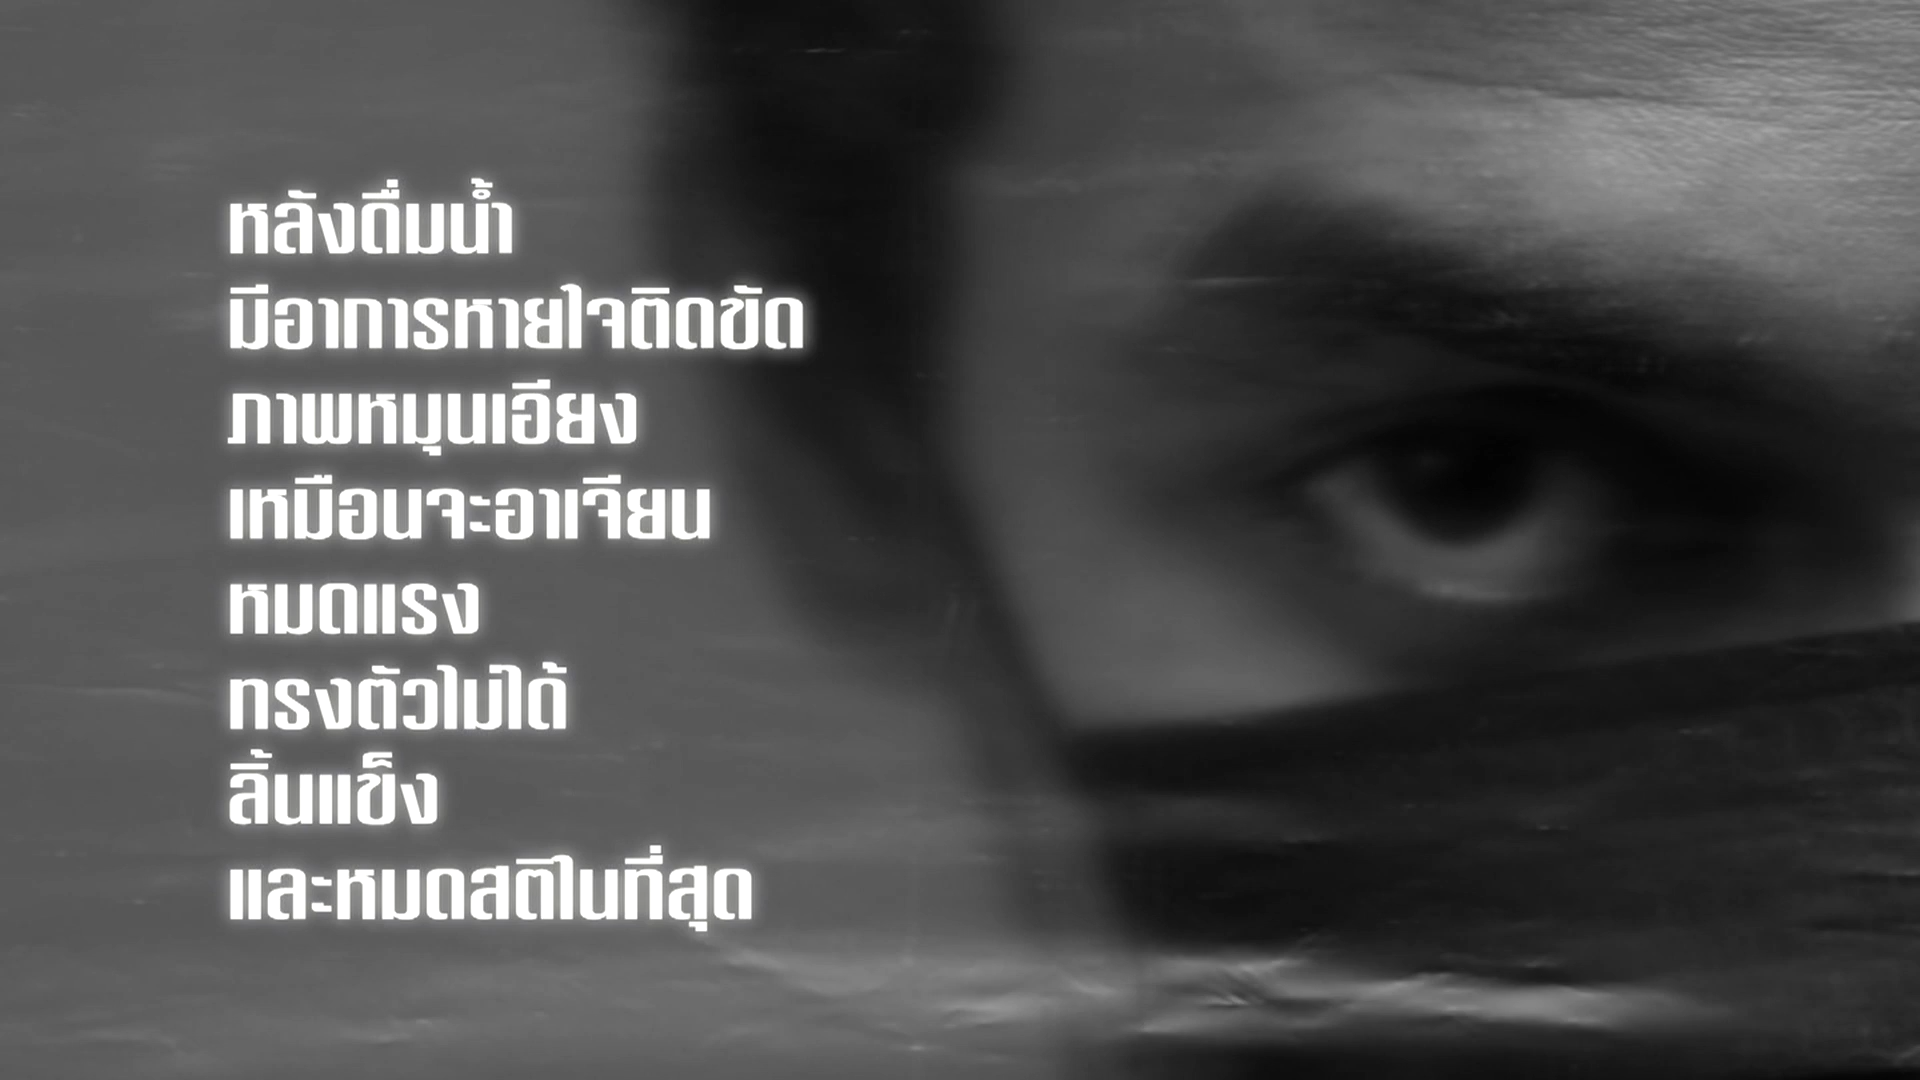 หลังดื่มน้ำ
มีอาการหายใจติดขัด
ภาพหมุนเอียง
เหมือนจะอาเจียน
หมดแรง
ทรงตัวไม่ได้
ลิ้นแข็ง
และหมดสติในที่สุด